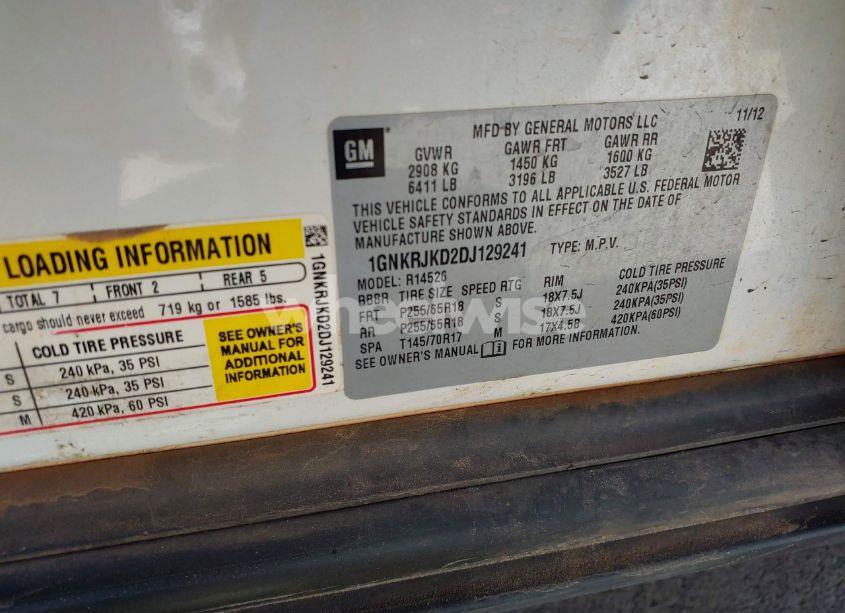 LOADING INFORMATION
TOTAL 7 FRONT 2 REAR 5
cargo should never exceed 719 kg or 1585 lbs.
COLD TIRE PRESSURE
S 240 kPa, 35 PSI
S 240 kPa, 35 PSI
M 420 kPa, 60 PSI
SEE OWNER'S
MANUAL FOR
ADDITIONAL
INFORMATION
1GNKRJKD2DJ129241
GM
11/12
MFD BY GENERAL MOTORS LLC
GVWR GAWR FRT GAWR RR
2908 KG 1450 KG 1600 KG
6411 LB 3196 LB 3527 LB
THIS VEHICLE CONFORMS TO ALL APPLICABLE U.S. FEDERAL MOTOR
VEHICLE SAFETY STANDARDS IN EFFECT ON THE DATE OF
MANUFACTURE SHOWN ABOVE.
1GNKRJKD2DJ129241 TYPE: M.P.V.
MODEL: R14526
BBBR TIRE SIZE SPEED RTG RIM COLD TIRE PRESSURE
FRT P255/65R18 S 18X7.5J 240KPA(35PSI)
RR P255/65R18 S 18X7.5J 240KPA(35PSI)
SPA T145/70R17 M 17X4.5B 420KPA(60PSI)
SEE OWNER'S MANUAL FOR MORE INFORMATION.
wheelwise